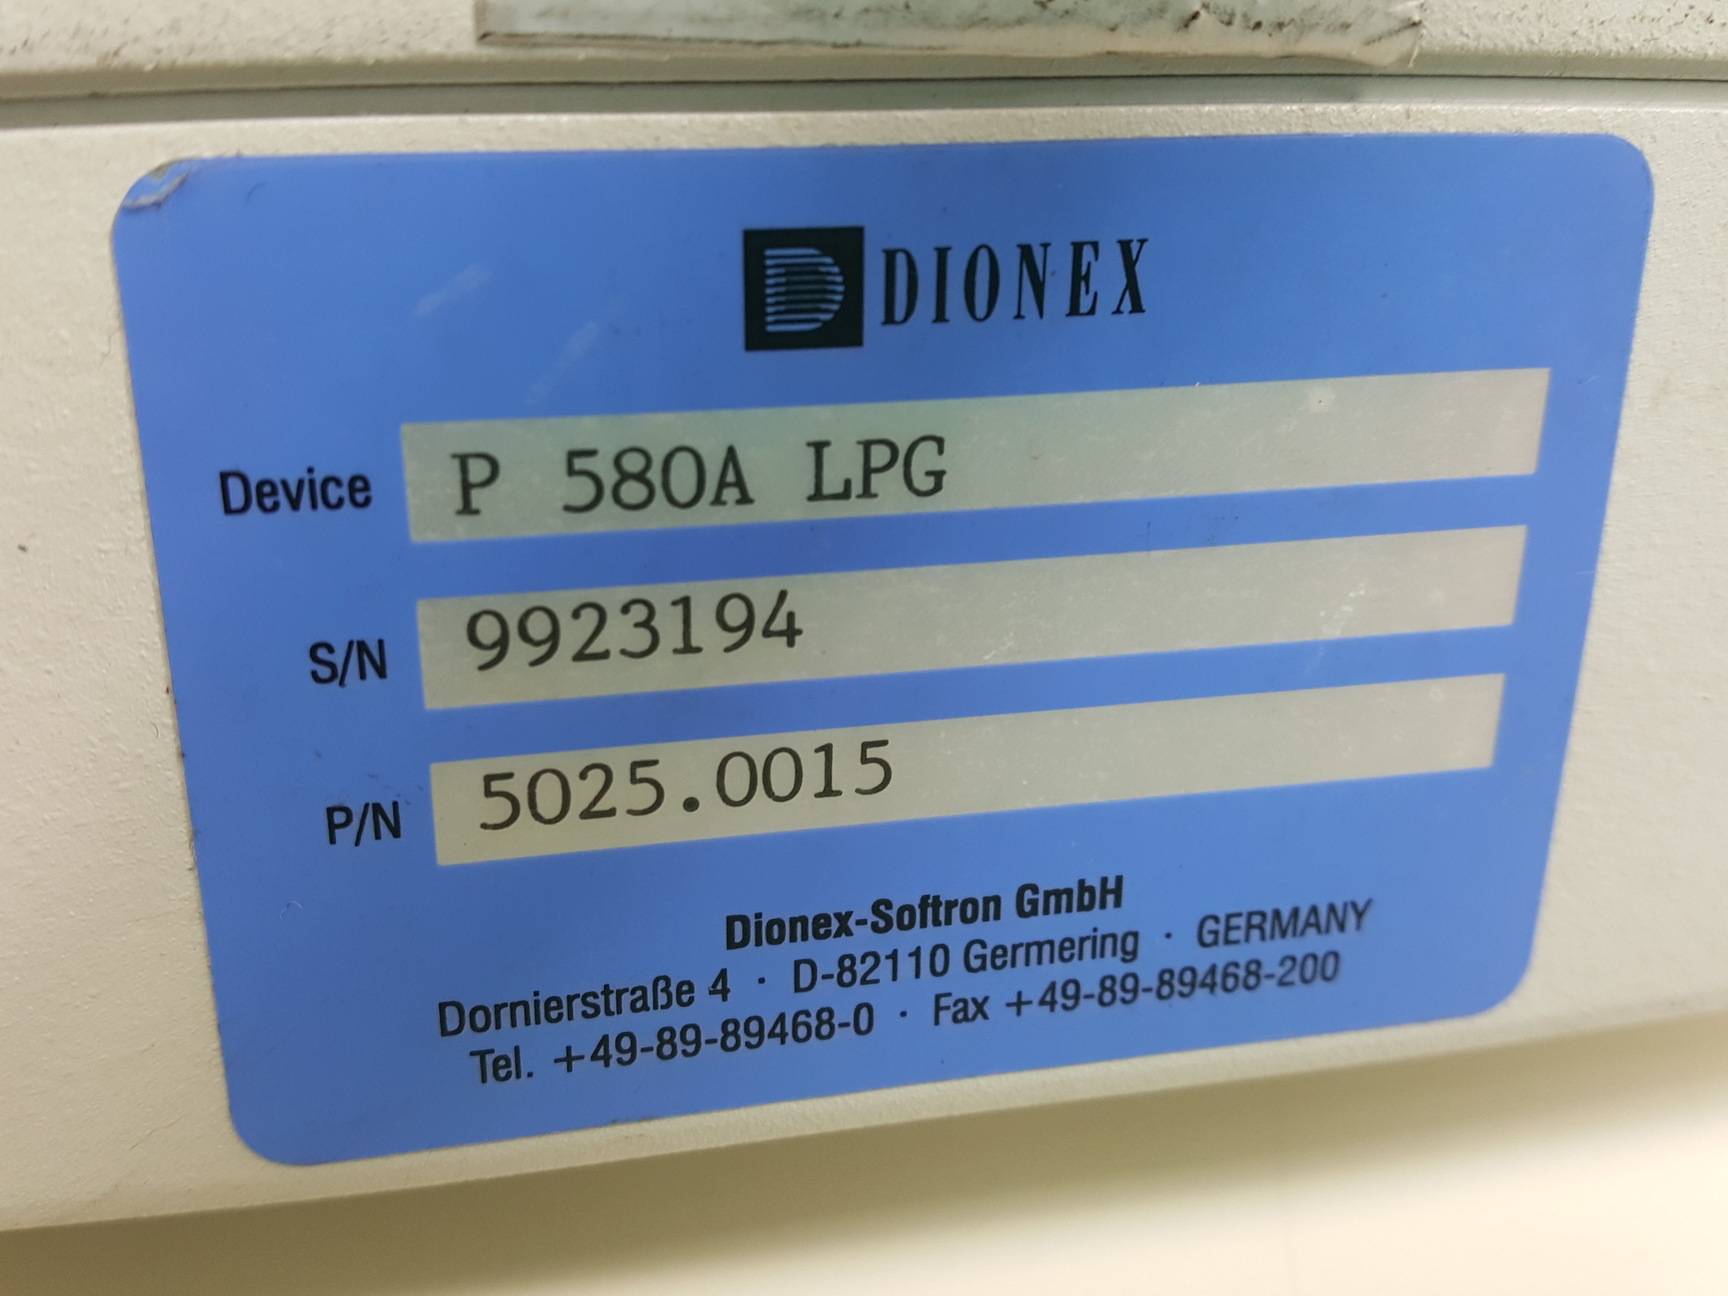 DIONEX
Device P 580A LPG
S/N 9923194
P/N 5025.0015
Dionex-Softron GmbH
Dornierstraße 4 · D-82110 Germering · GERMANY
Tel. +49-89-89468-0 · Fax +49-89-89468-200